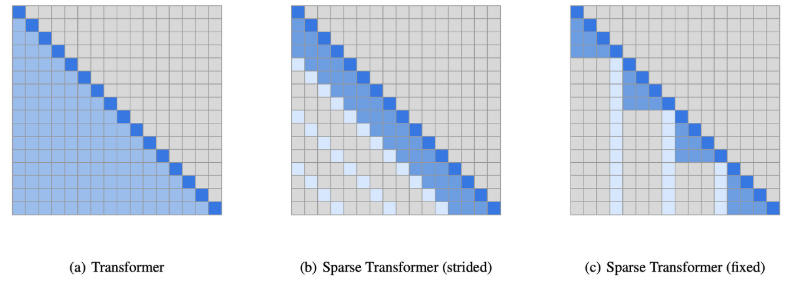 (a) Transformer
(b) Sparse Transformer (strided)
(c) Sparse Transformer (fixed)